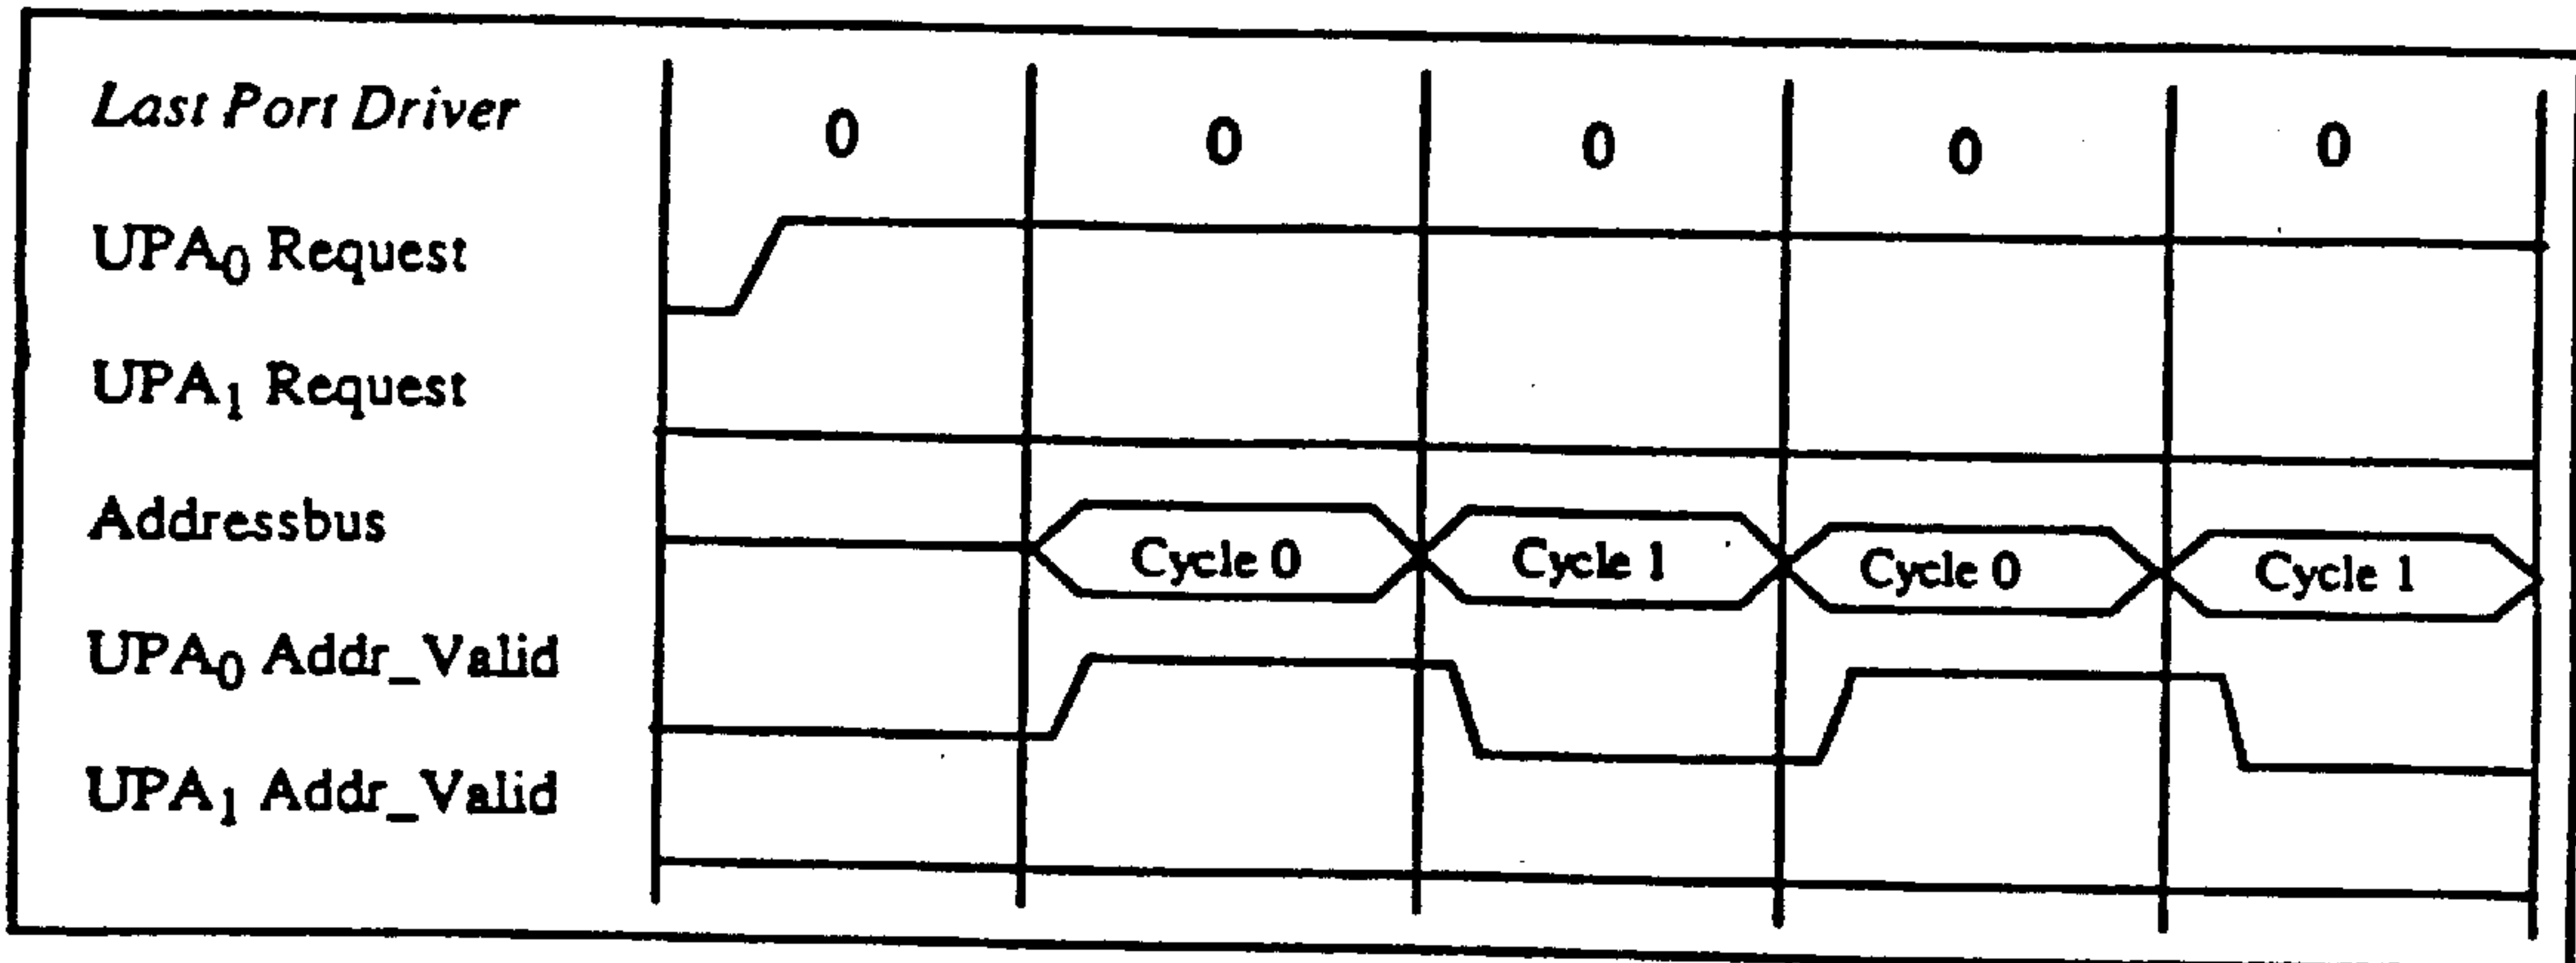 Last Port Driver 0 0 0 0 0
UPA0 Request
UPA1 Request
Addressbus Cycle 0 Cycle 1 Cycle 0 Cycle 1
UPA0 Addr_Valid
UPA1 Addr_Valid